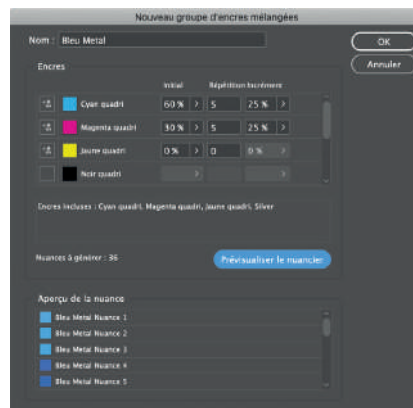 Nouveau groupe d'encres mélangées
Nom : Bleu Metal
OK
Annuler
Encres
Initial Répétition Incrément
Cyan quadri 60 % 5 25 %
Magenta quadri 30 % 5 25 %
Jaune quadri 0 % 0 0 %
Noir quadri
Encres incluses : Cyan quadri, Magenta quadri, Jaune quadri, Silver
Nuances à générer : 36
Prévisualiser le nuancier
Aperçu de la nuance
Bleu Metal Nuance 1
Bleu Metal Nuance 2
Bleu Metal Nuance 3
Bleu Metal Nuance 4
Bleu Metal Nuance 5